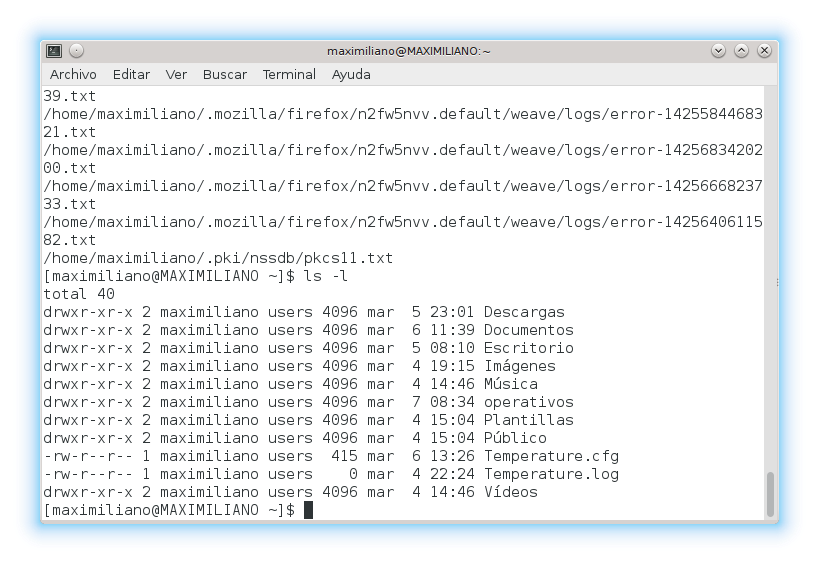 maximiliano@MAXIMILIANO:~
Archivo Editar Ver Buscar Terminal Ayuda
39.txt
/home/maximiliano/.mozilla/firefox/n2fw5nvv.default/weave/logs/error-14255844683
21.txt
/home/maximiliano/.mozilla/firefox/n2fw5nvv.default/weave/logs/error-14256834202
00.txt
/home/maximiliano/.mozilla/firefox/n2fw5nvv.default/weave/logs/error-14256668237
33.txt
/home/maximiliano/.mozilla/firefox/n2fw5nvv.default/weave/logs/error-14256406115
82.txt
/home/maximiliano/.pki/nssdb/pkcs11.txt
[maximiliano@MAXIMILIANO ~]$ ls -l
total 40
drwxr-xr-x 2 maximiliano users 4096 mar  5 23:01 Descargas
drwxr-xr-x 2 maximiliano users 4096 mar  6 11:39 Documentos
drwxr-xr-x 2 maximiliano users 4096 mar  5 08:10 Escritorio
drwxr-xr-x 2 maximiliano users 4096 mar  4 19:15 Imágenes
drwxr-xr-x 2 maximiliano users 4096 mar  4 14:46 Música
drwxr-xr-x 2 maximiliano users 4096 mar  7 08:34 operativos
drwxr-xr-x 2 maximiliano users 4096 mar  4 15:04 Plantillas
drwxr-xr-x 2 maximiliano users 4096 mar  4 15:04 Público
-rw-r--r-- 1 maximiliano users  415 mar  6 13:26 Temperature.cfg
-rw-r--r-- 1 maximiliano users    0 mar  4 22:24 Temperature.log
drwxr-xr-x 2 maximiliano users 4096 mar  4 14:46 Vídeos
[maximiliano@MAXIMILIANO ~]$